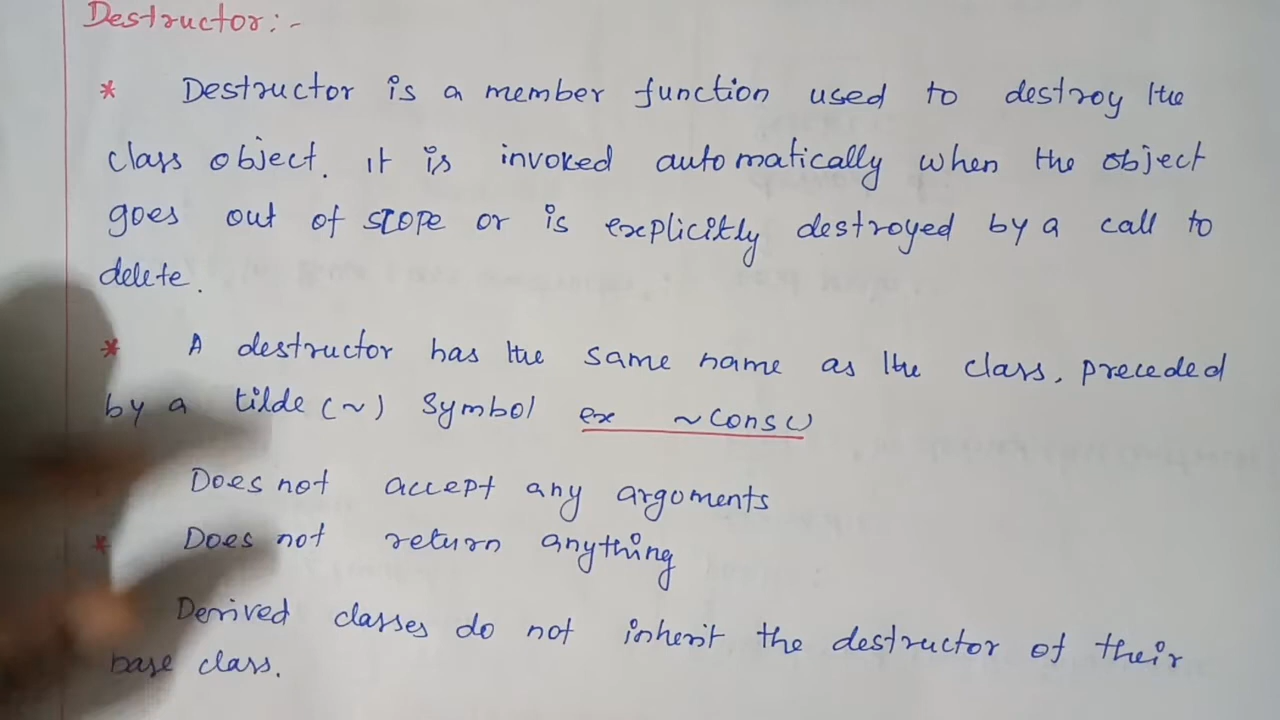 Destructor:-
* Destructor is a member function used to destroy the
class object. it is invoked automatically when the object
goes out of scope or is explicitly destroyed by a call to
delete.
* A destructor has the same name as the class, preceded
by a tilde (~) symbol ex ~cons()
Does not accept any argoments
* Does not return anything
Derived classes do not inherit the destructor of their
base class.